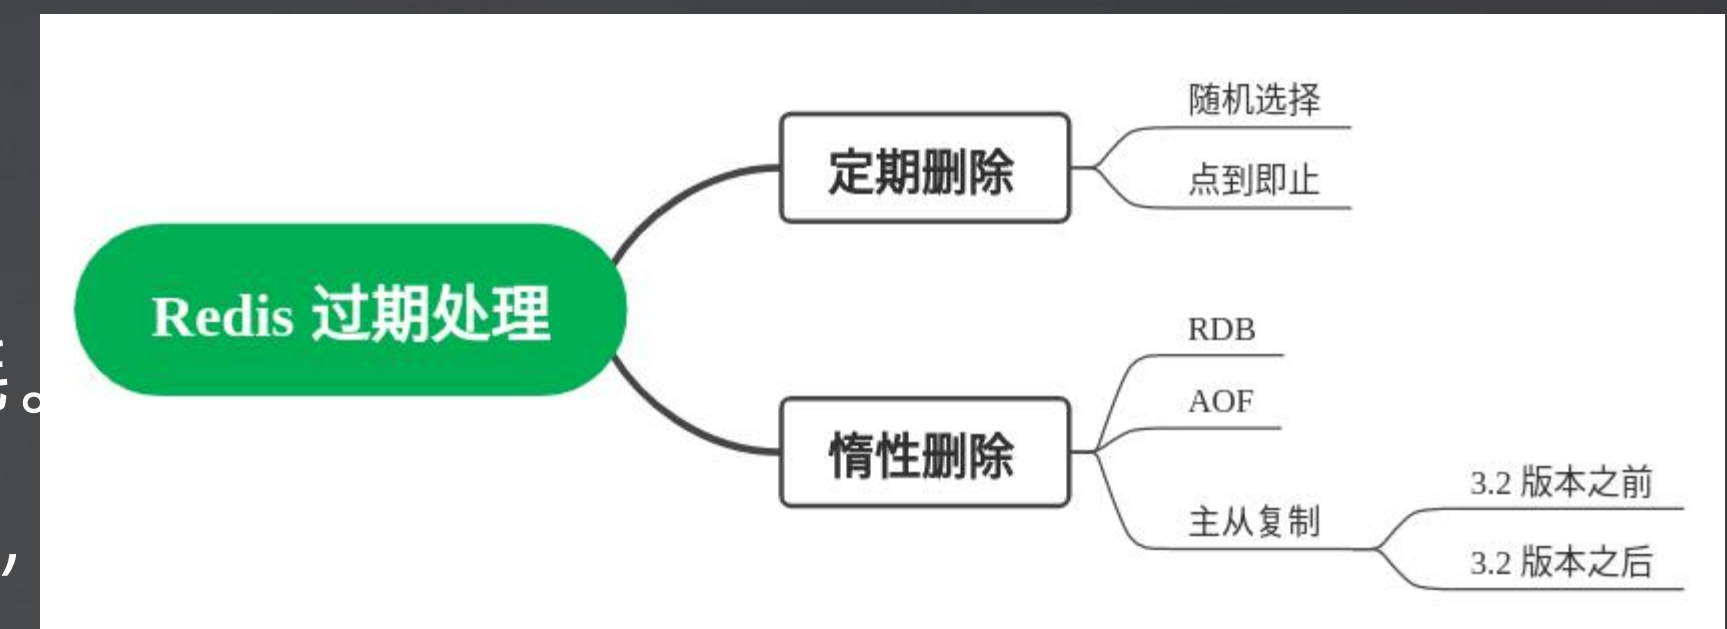 Redis 过期处理
定期删除
随机选择
点到即止
惰性删除
RDB
AOF
主从复制
3.2 版本之前
3.2 版本之后
。
,